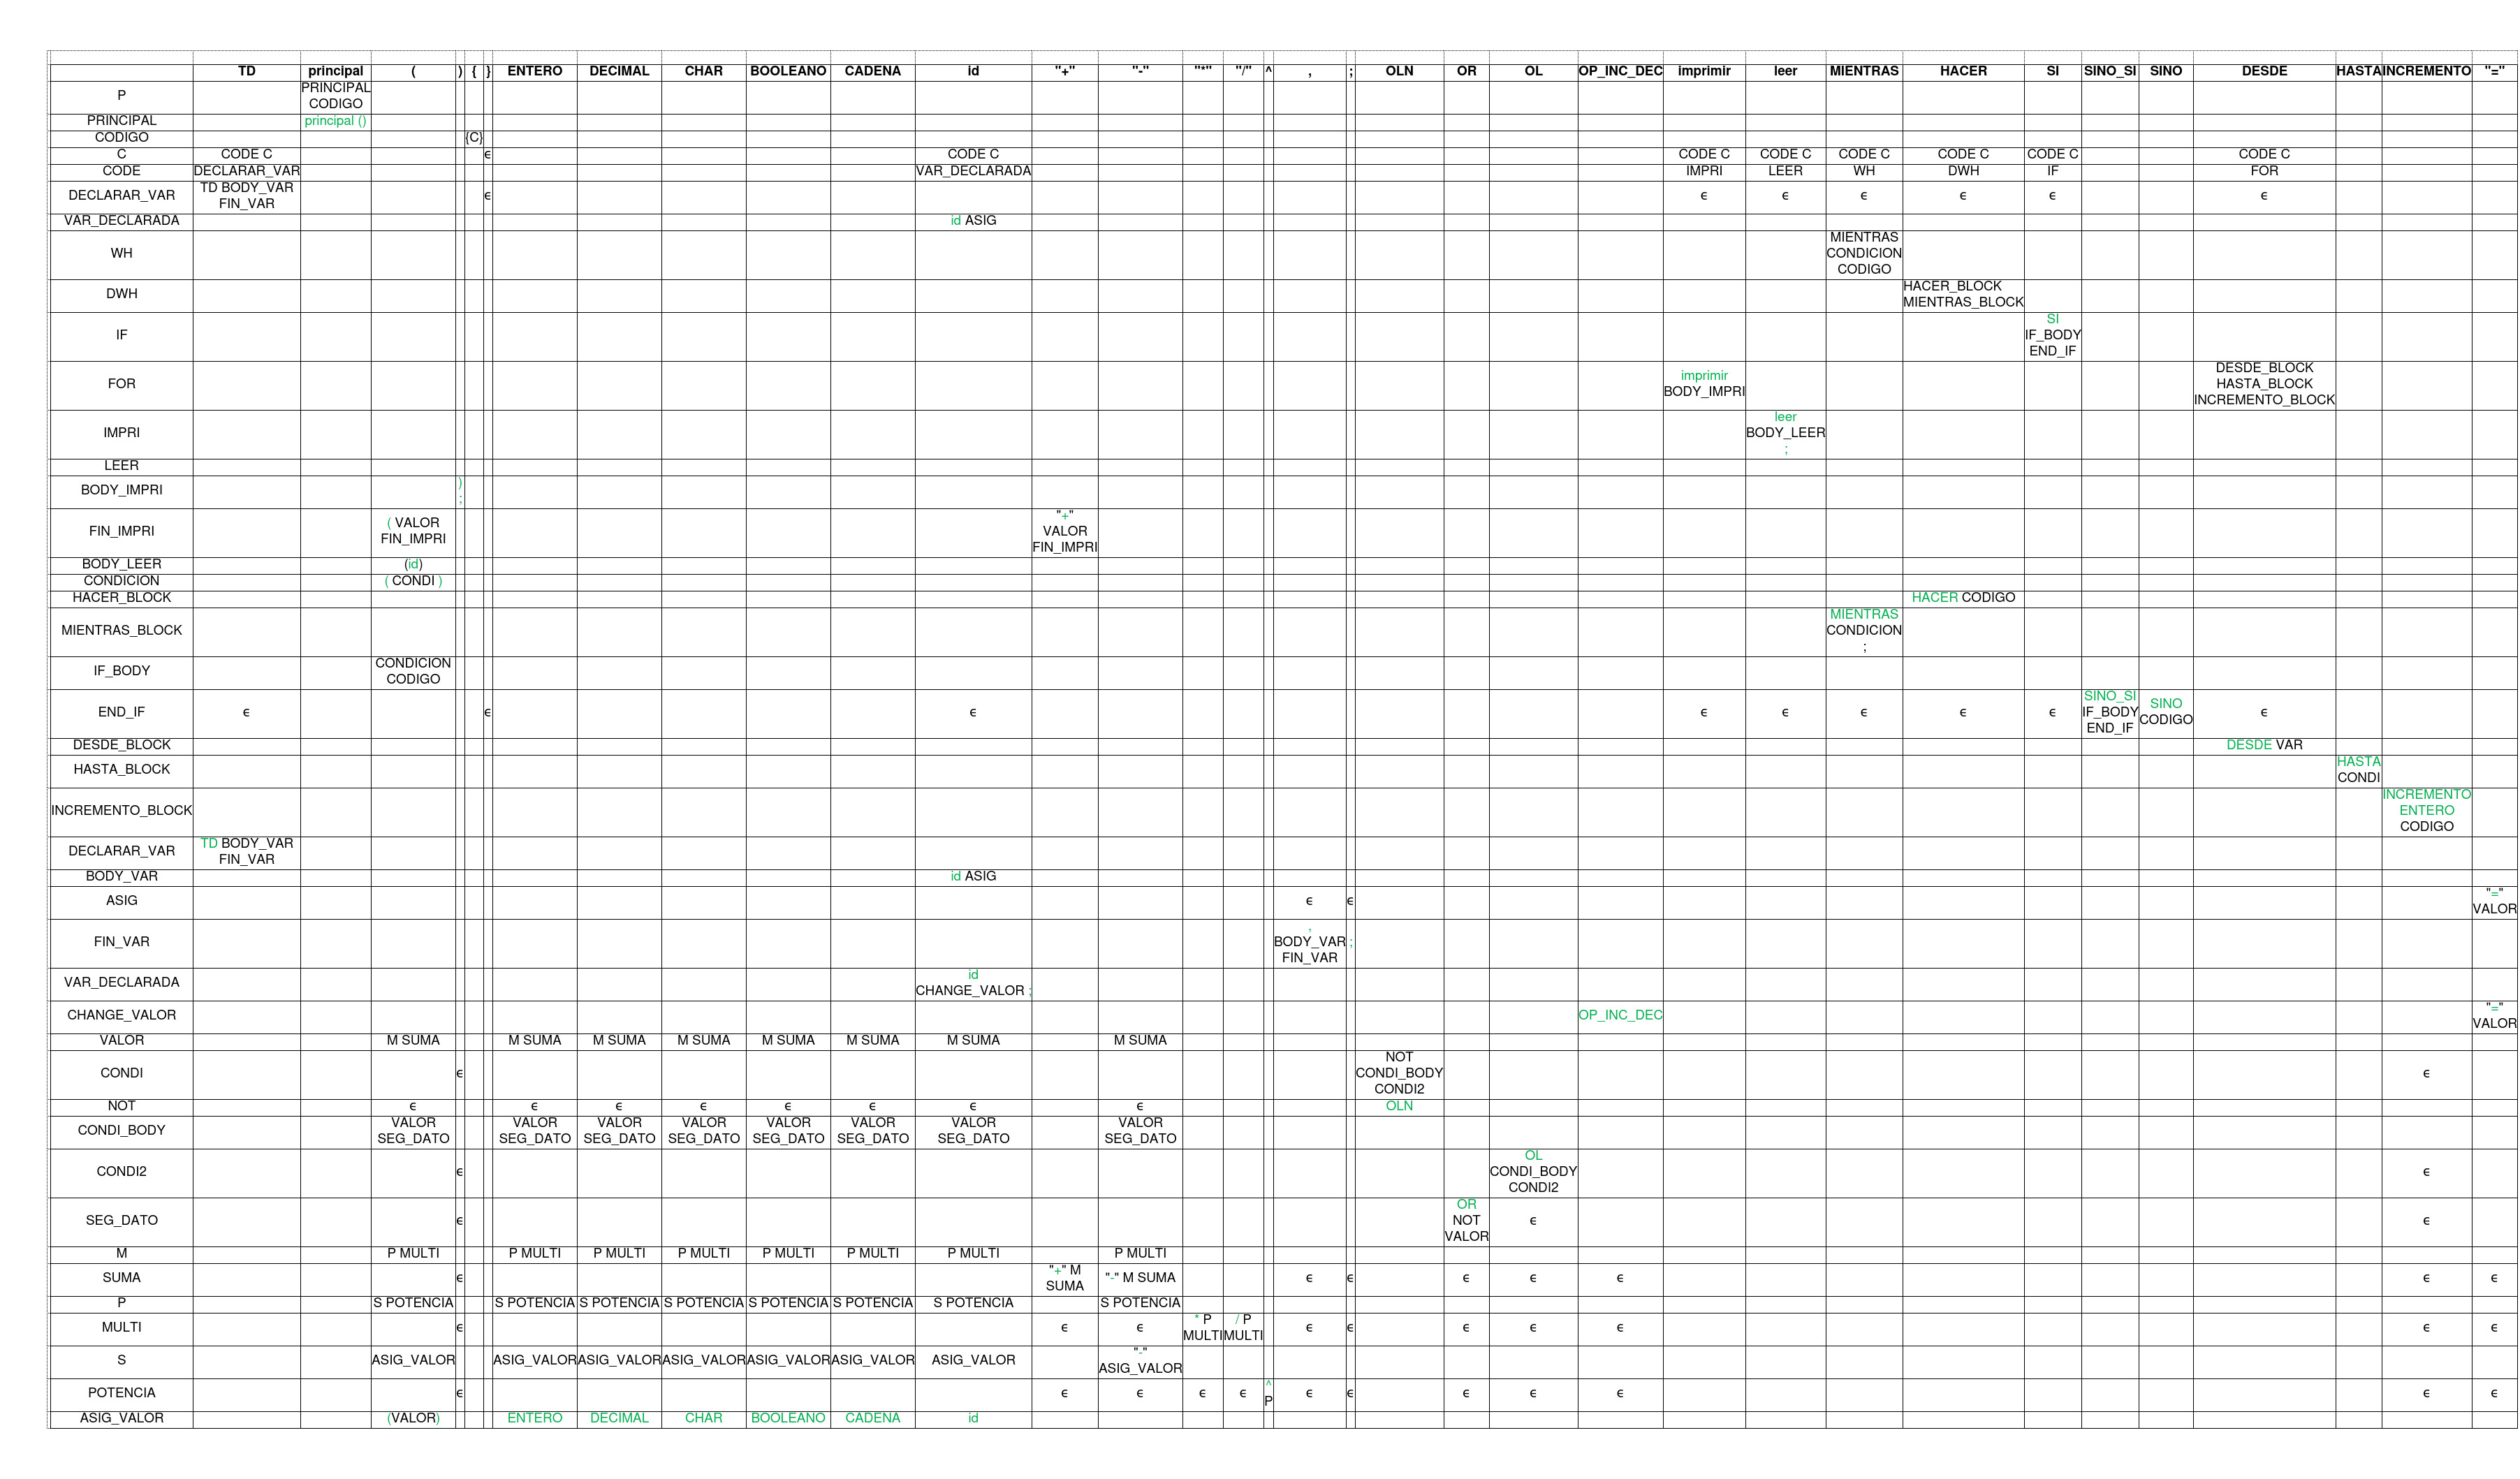 TD principal ( ) { } ENTERO DECIMAL CHAR BOOLEANO CADENA id "+" "-" "*" "/" ^ , ; OLN OR OL OP_INC_DEC imprimir leer MIENTRAS HACER SI SINO_SI SINO DESDE HASTA INCREMENTO "="
P PRINCIPAL
CODIGO
PRINCIPAL principal ()
CODIGO {C}
C CODE C ϵ CODE C CODE C CODE C CODE C CODE C CODE C CODE C
CODE DECLARAR_VAR VAR_DECLARADA IMPRI LEER WH DWH IF FOR
DECLARAR_VAR TD BODY_VAR
FIN_VAR ϵ ϵ ϵ ϵ ϵ ϵ ϵ
VAR_DECLARADA id ASIG
WH MIENTRAS
CONDICION
CODIGO
DWH HACER_BLOCK
MIENTRAS_BLOCK
IF SI
IF_BODY
END_IF
FOR imprimir
BODY_IMPRI DESDE_BLOCK
HASTA_BLOCK
INCREMENTO_BLOCK
IMPRI leer
BODY_LEER
;
LEER
BODY_IMPRI )
;
FIN_IMPRI ( VALOR
FIN_IMPRI "+"
VALOR
FIN_IMPRI
BODY_LEER (id)
CONDICION ( CONDI )
HACER_BLOCK HACER CODIGO
MIENTRAS_BLOCK MIENTRAS
CONDICION
;
IF_BODY CONDICION
CODIGO
END_IF ϵ ϵ ϵ ϵ ϵ ϵ ϵ ϵ SINO_SI
IF_BODY
END_IF SINO
CODIGO ϵ
DESDE_BLOCK DESDE VAR
HASTA_BLOCK HASTA
CONDI
INCREMENTO_BLOCK INCREMENTO
ENTERO
CODIGO
DECLARAR_VAR TD BODY_VAR
FIN_VAR
BODY_VAR id ASIG
ASIG ϵ ϵ "="
VALOR
FIN_VAR ,
BODY_VAR
FIN_VAR ;
VAR_DECLARADA id
CHANGE_VALOR ;
CHANGE_VALOR OP_INC_DEC "="
VALOR
VALOR M SUMA M SUMA M SUMA M SUMA M SUMA M SUMA M SUMA M SUMA
CONDI ϵ NOT
CONDI_BODY
CONDI2 ϵ
NOT ϵ ϵ ϵ ϵ ϵ ϵ ϵ ϵ OLN
CONDI_BODY VALOR
SEG_DATO VALOR
SEG_DATO VALOR
SEG_DATO VALOR
SEG_DATO VALOR
SEG_DATO VALOR
SEG_DATO VALOR
SEG_DATO VALOR
SEG_DATO
CONDI2 ϵ OL
CONDI_BODY
CONDI2 ϵ
SEG_DATO ϵ OR
NOT
VALOR ϵ ϵ
M P MULTI P MULTI P MULTI P MULTI P MULTI P MULTI P MULTI P MULTI
SUMA ϵ "+" M
SUMA "-" M SUMA ϵ ϵ ϵ ϵ ϵ ϵ ϵ
P S POTENCIA S POTENCIA S POTENCIA S POTENCIA S POTENCIA S POTENCIA S POTENCIA S POTENCIA
MULTI ϵ ϵ ϵ * P
MULTI / P
MULTI ϵ ϵ ϵ ϵ ϵ ϵ ϵ
S ASIG_VALOR ASIG_VALOR ASIG_VALOR ASIG_VALOR ASIG_VALOR ASIG_VALOR ASIG_VALOR "-"
ASIG_VALOR
POTENCIA ϵ ϵ ϵ ϵ ϵ ^
P ϵ ϵ ϵ ϵ ϵ ϵ ϵ
ASIG_VALOR (VALOR) ENTERO DECIMAL CHAR BOOLEANO CADENA id